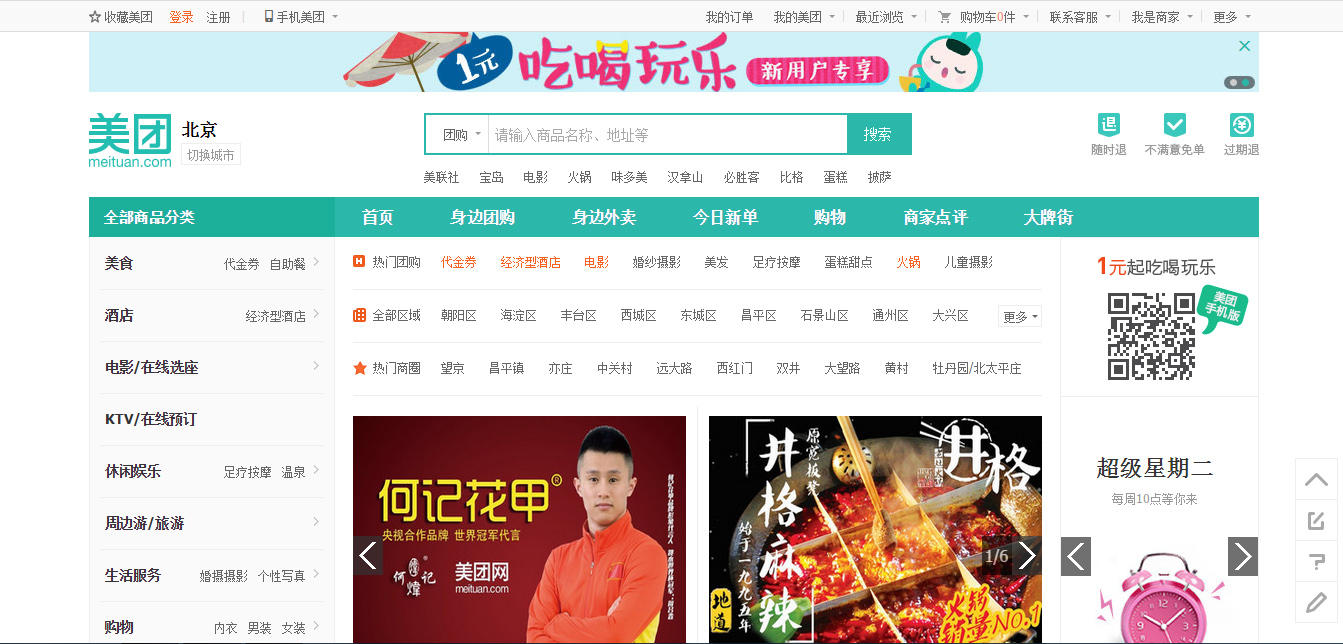 收藏美团 登录 注册 手机美团 我的订单 我的美团 最近浏览 购物车0件 联系客服 我是商家 更多
1元 吃喝玩乐 新用户专享
美团 meituan.com 北京 切换城市
团购 请输入商品名称、地址等 搜索
美联社 宝岛 电影 火锅 味多美 汉拿山 必胜客 比格 蛋糕 披萨
退 随时退 不满意免单 过期退
全部商品分类 首页 身边团购 身边外卖 今日新单 购物 商家点评 大牌街
美食 代金券 自助餐
酒店 经济型酒店
电影/在线选座
KTV/在线预订
休闲娱乐 足疗按摩 温泉
周边游/旅游
生活服务 婚摄摄影 个性写真
购物 内衣 男装 女装
热门团购 代金券 经济型酒店 电影 婚纱摄影 美发 足疗按摩 蛋糕甜点 火锅 儿童摄影
全部区域 朝阳区 海淀区 丰台区 西城区 东城区 昌平区 石景山区 通州区 大兴区 更多
热门商圈 望京 昌平镇 亦庄 中关村 远大路 西红门 双井 大望路 黄村 牡丹园/北太平庄
何记花甲®
央视合作品牌 世界冠军代言
何炜记
美团网
meituan.com
井格麻辣
原宽板凳
始于一九九五年
地道
井格
火锅
NO.1
1/6
1元起吃喝玩乐
美团
手机版
超级星期二
每周10点等你来